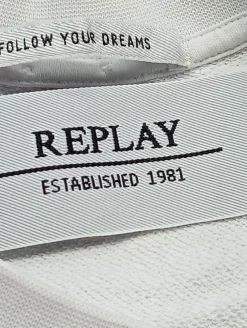 FOLLOW YOUR DREAMS
REPLAY
ESTABLISHED 1981